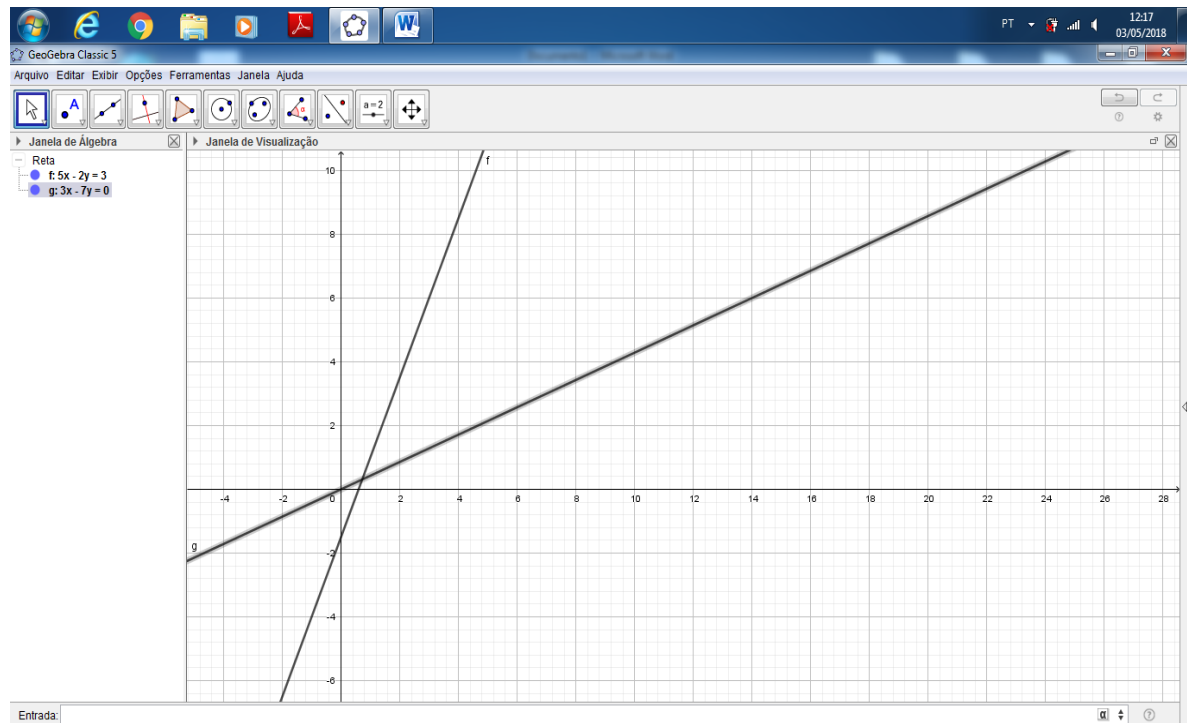 PT
12:17
03/05/2018
GeoGebra Classic 5
Arquivo Editar Exibir Opções Ferramentas Janela Ajuda
A
α
a = 2
Janela de Álgebra
Janela de Visualização
Reta
f: 5x - 2y = 3
g: 3x - 7y = 0
f
g
10
8
6
4
2
0
-2
-4
-6
-4 -2 2 4 6 8 10 12 14 16 18 20 22 24 26 28
Entrada:
α